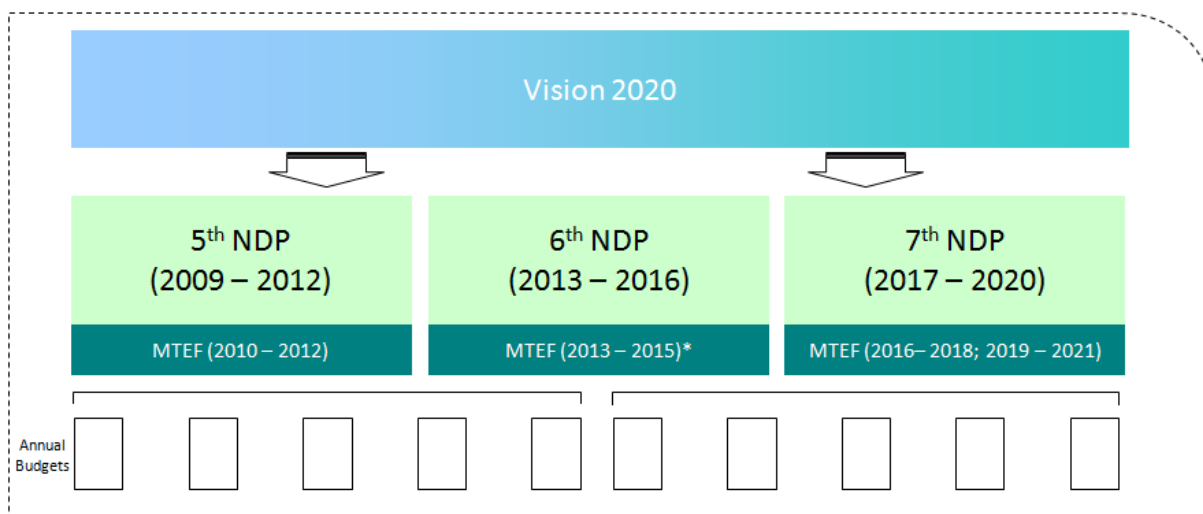 Vision 2020
5th NDP
(2009 – 2012)
6th NDP
(2013 – 2016)
7th NDP
(2017 – 2020)
MTEF (2010 – 2012)
MTEF (2013 – 2015)*
MTEF (2016– 2018; 2019 – 2021)
Annual
Budgets